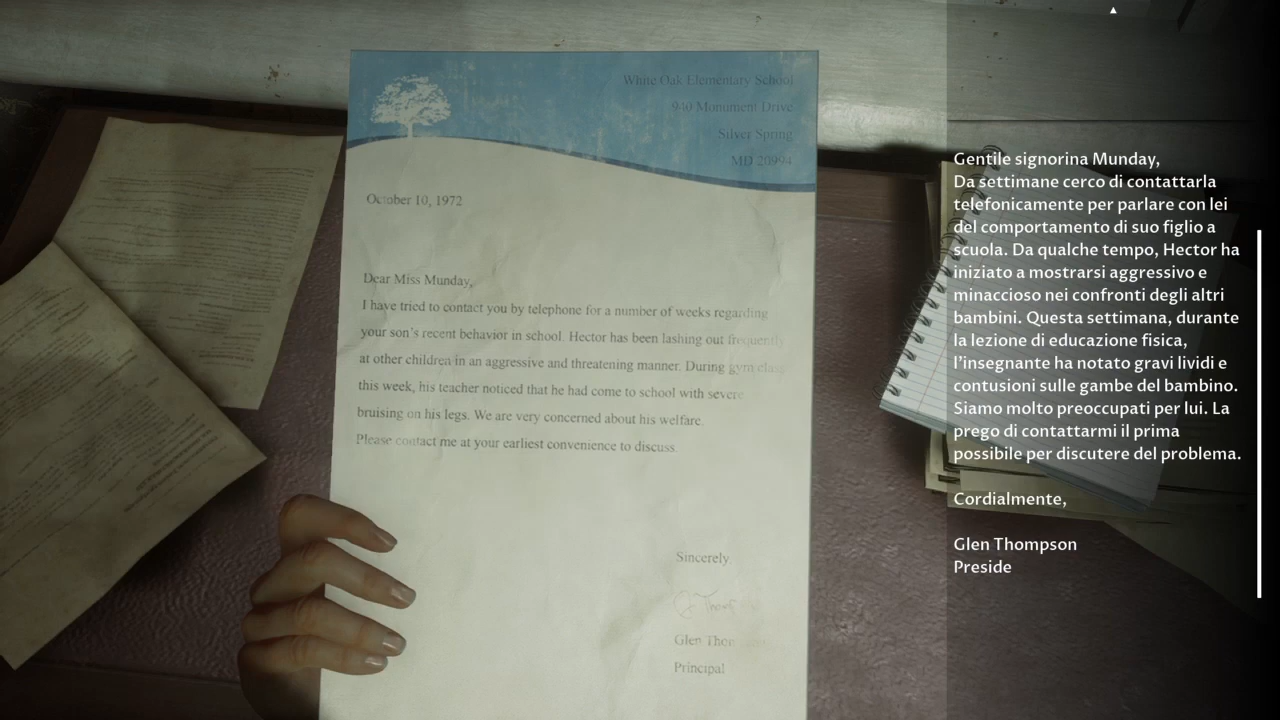 White Oak Elementary School
940 Monument Drive
Silver Spring
MD 20994
October 10, 1972
Dear Miss Munday,
I have tried to contact you by telephone for a number of weeks regarding
your son's recent behavior in school. Hector has been lashing out frequently
at other children in an aggressive and threatening manner. During gym class
this week, his teacher noticed that he had come to school with severe
bruising on his legs. We are very concerned about his welfare.
Please contact me at your earliest convenience to discuss.
Sincerely,
Glen
Principal
Gentile signorina Munday,
Da settimane cerco di contattarla
telefonicamente per parlare con lei
del comportamento di suo figlio a
scuola. Da qualche tempo, Hector ha
iniziato a mostrarsi aggressivo e
minaccioso nei confronti degli altri
bambini. Questa settimana, durante
la lezione di educazione fisica,
l'insegnante ha notato gravi lividi e
contusioni sulle gambe del bambino.
Siamo molto preoccupati per lui. La
prego di contattarmi il prima
possibile per discutere del problema.
Cordialmente,
Glen Thompson
Preside